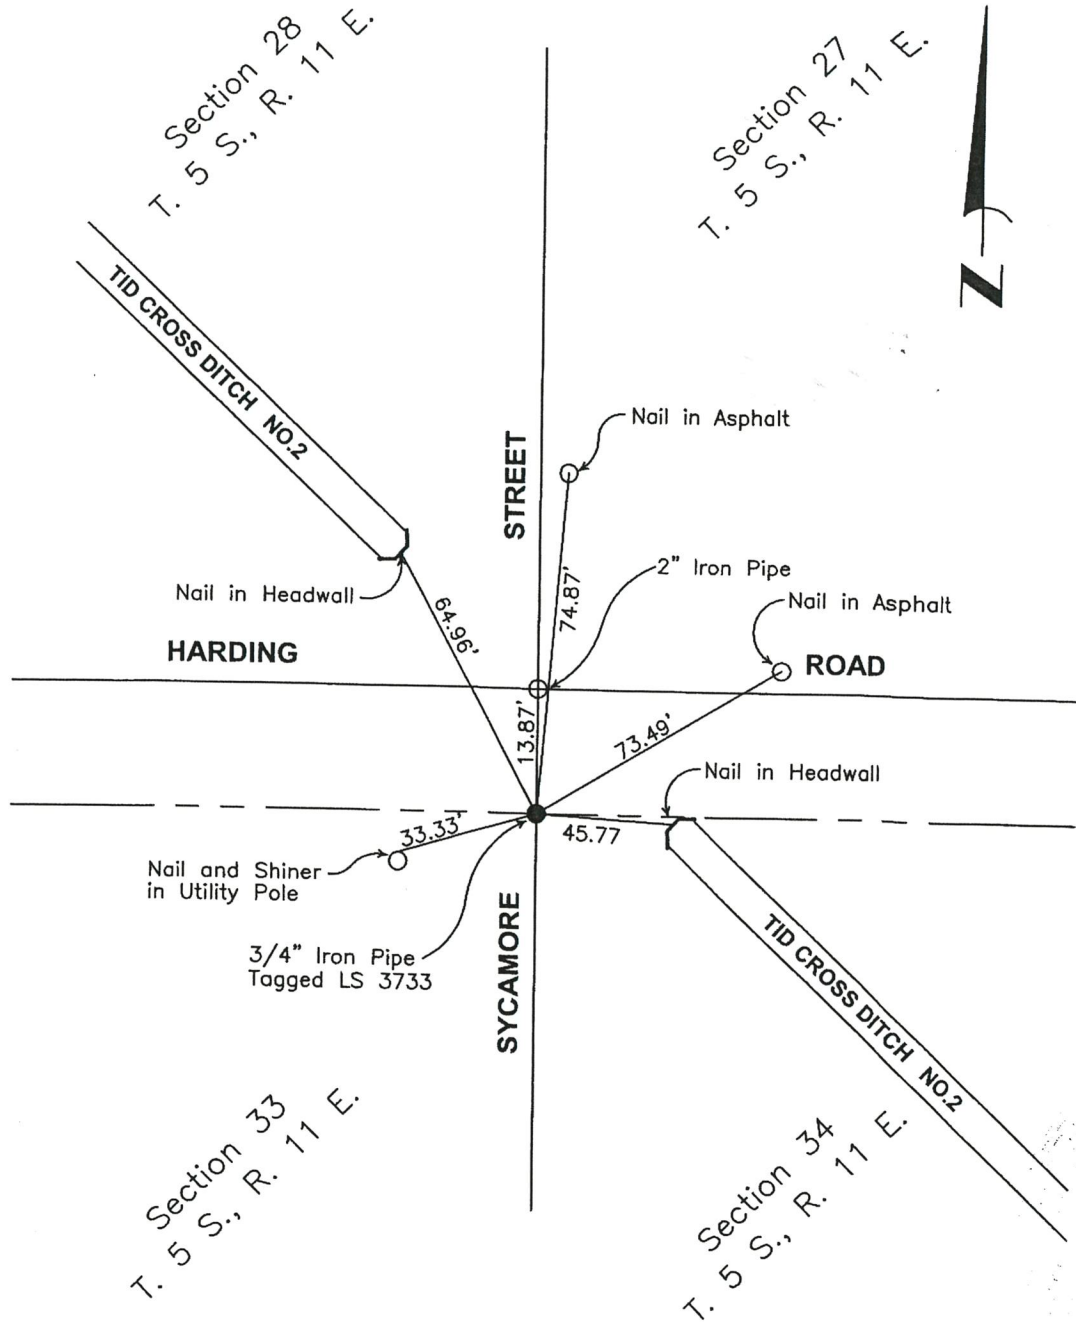 Section 28
T. 5 S., R. 11 E.
Section 27
T. 5 S., R. 11 E.
N
TID CROSS DITCH NO.2
STREET
Nail in Asphalt
2" Iron Pipe
74.87'
Nail in Headwall
64.96'
Nail in Asphalt
HARDING
ROAD
13.87'
73.49'
Nail in Headwall
33.33'
45.77
Nail and Shiner
in Utility Pole
3/4" Iron Pipe
Tagged LS 3733
SYCAMORE
TID CROSS DITCH NO.2
Section 33
T. 5 S., R. 11 E.
Section 34
T. 5 S., R. 11 E.